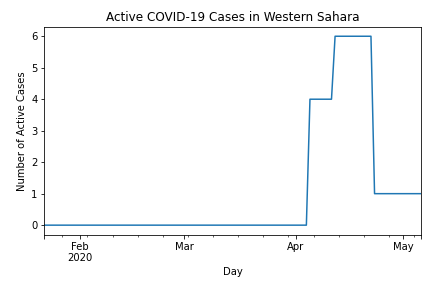 Active COVID-19 Cases in Western Sahara
6
5
4
3
2
1
0
Number of Active Cases
Feb Mar Apr May
2020
Day